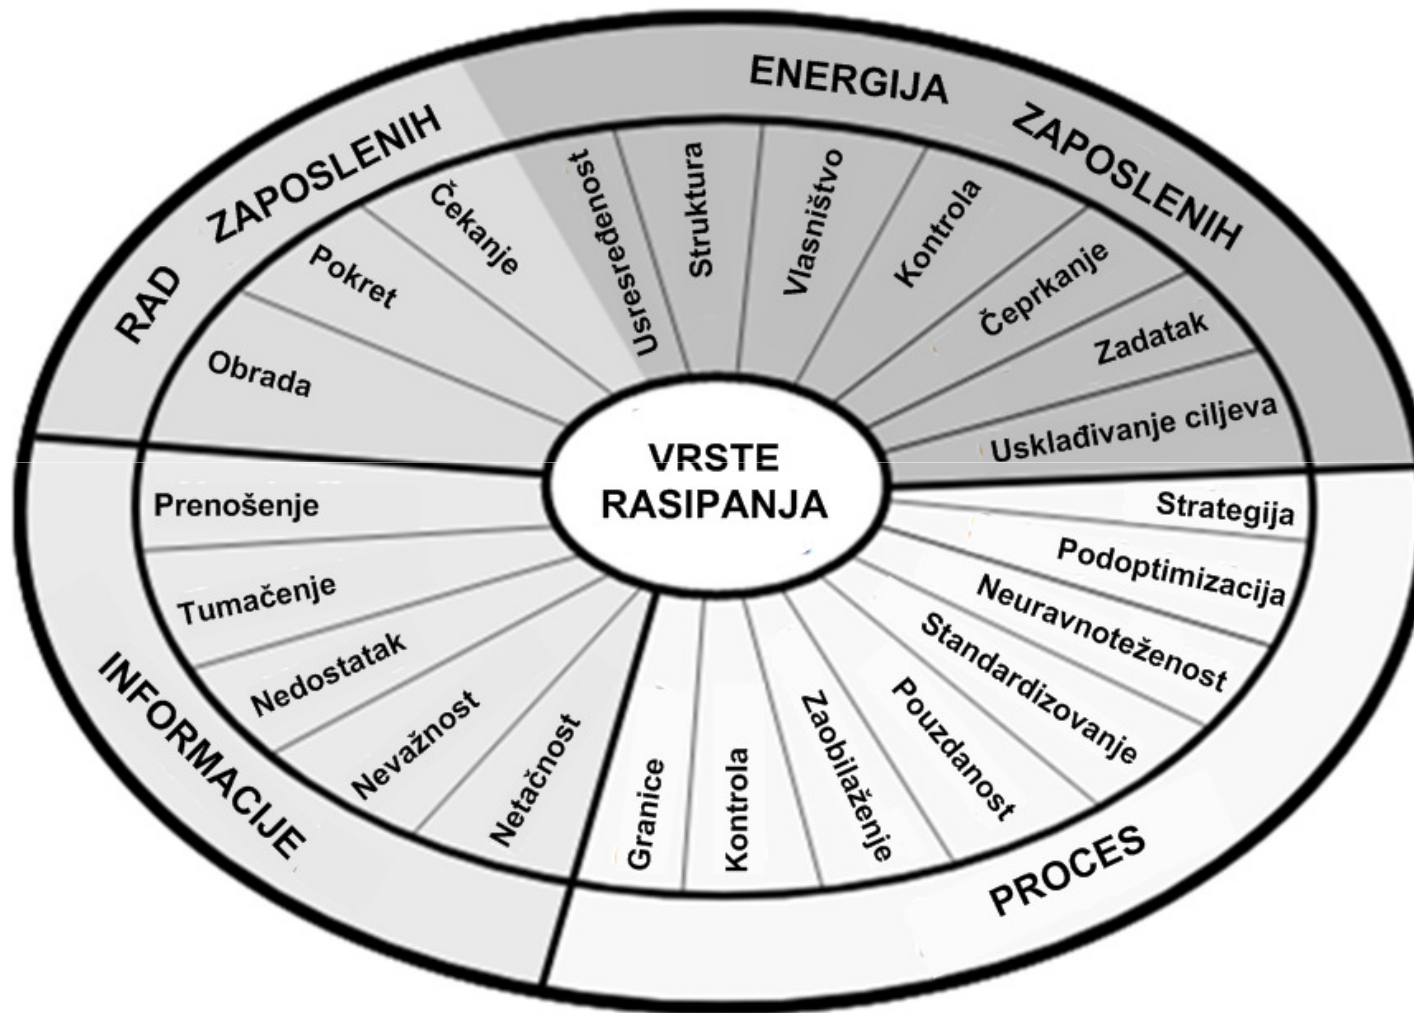 VRSTE
RASIPANJA
RAD ZAPOSLENIH
Obrada
Pokret
Čekanje
ENERGIJA ZAPOSLENIH
Usresređenost
Struktura
Vlasništvo
Kontrola
Čeprkanje
Zadatak
Usklađivanje ciljeva
PROCES
Strategija
Podoptimizacija
Neuravnoteženost
Standardizovanje
Pouzdanost
Zaobilaženje
Kontrola
Granice
INFORMACIJE
Netačnost
Nevažnost
Nedostatak
Tumačenje
Prenošenje